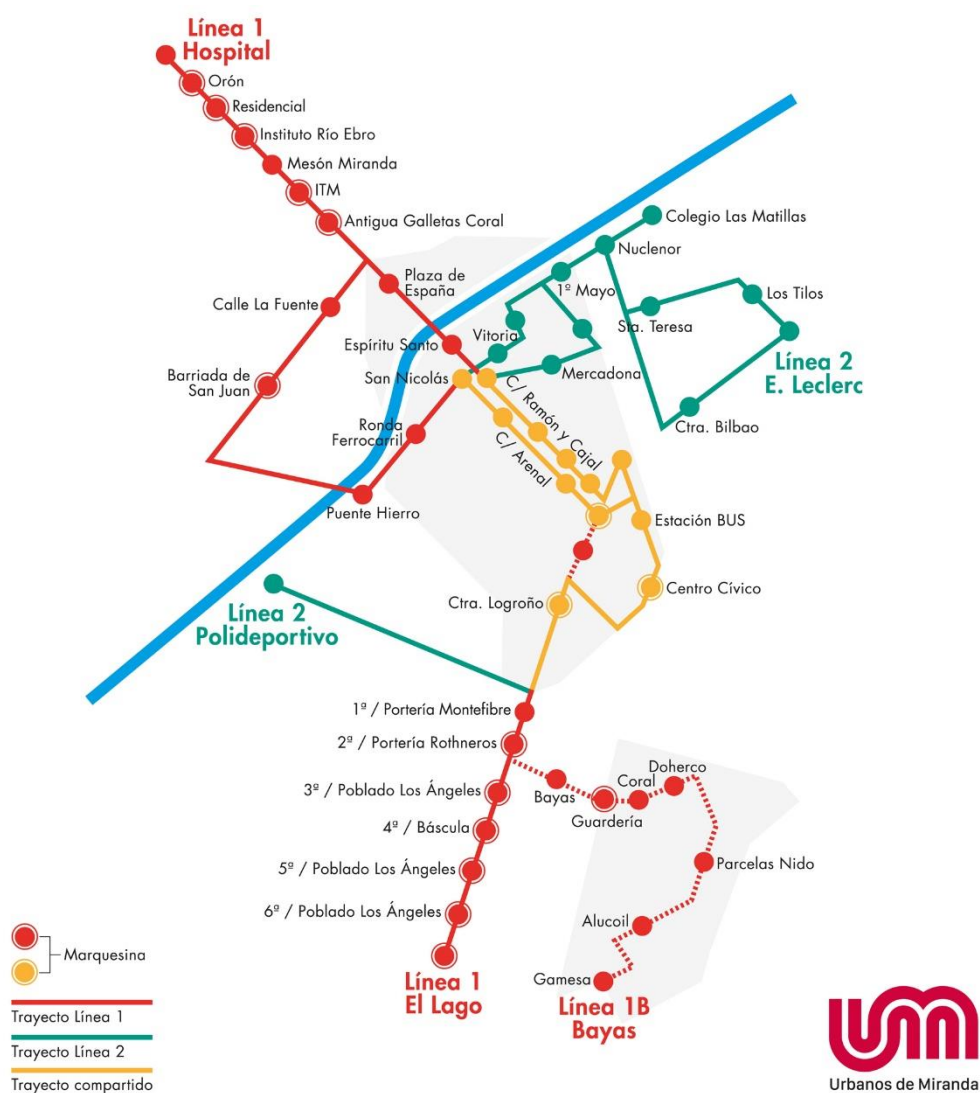 Línea 1
Hospital
Orón
Residencial
Instituto Río Ebro
Mesón Miranda
ITM
Antigua Galletas Coral
Colegio Las Matillas
Nuclenor
Plaza de
España
1º Mayo
Los Tilos
Calle La Fuente
Sta. Teresa
Vitoria
Espíritu Santo
Mercadona
Línea 2
E. Leclerc
Barriada de
San Juan
San Nicolás
C/ Ramón y Cajal
Ctra. Bilbao
Ronda
Ferrocarril
C/ Arenal
Puente Hierro
Estación BUS
Centro Cívico
Ctra. Logroño
Línea 2
Polideportivo
1ª / Portería Montefibre
2ª / Portería Rothneros
Doherco
Coral
Bayas
Guardería
3ª / Poblado Los Ángeles
4ª / Báscula
Parcelas Nido
5ª / Poblado Los Ángeles
6ª / Poblado Los Ángeles
Alucoil
Gamesa
Línea 1
El Lago
Línea 1B
Bayas
Marquesina
Trayecto Línea 1
Trayecto Línea 2
Trayecto compartido
um
Urbanos de Miranda